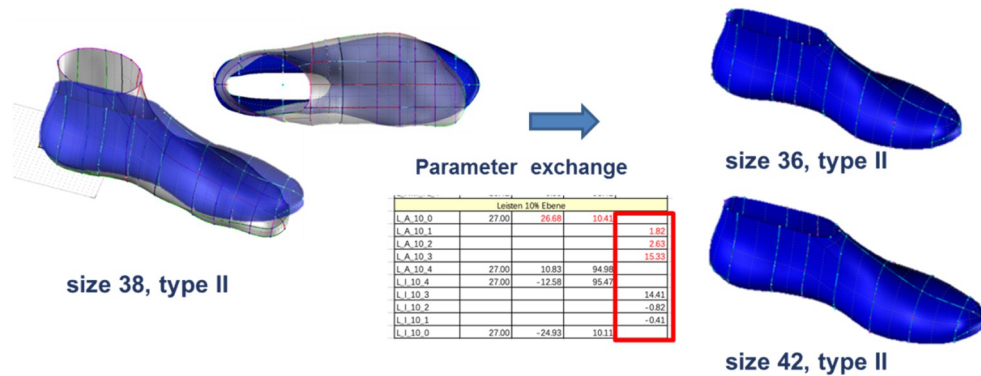 size 38, type II
Parameter exchange
Leisten 10% Ebene
L_A_10_0 27.00 26.68 10.41
L_A_10_1 1.82
L_A_10_2 2.63
L_A_10_3 15.33
L_A_10_4 27.00 10.83 94.98
L_I_10_4 27.00 -12.58 95.47
L_I_10_3 14.41
L_I_10_2 -0.82
L_I_10_1 -0.41
L_I_10_0 27.00 -24.93 10.11
size 36, type II
size 42, type II